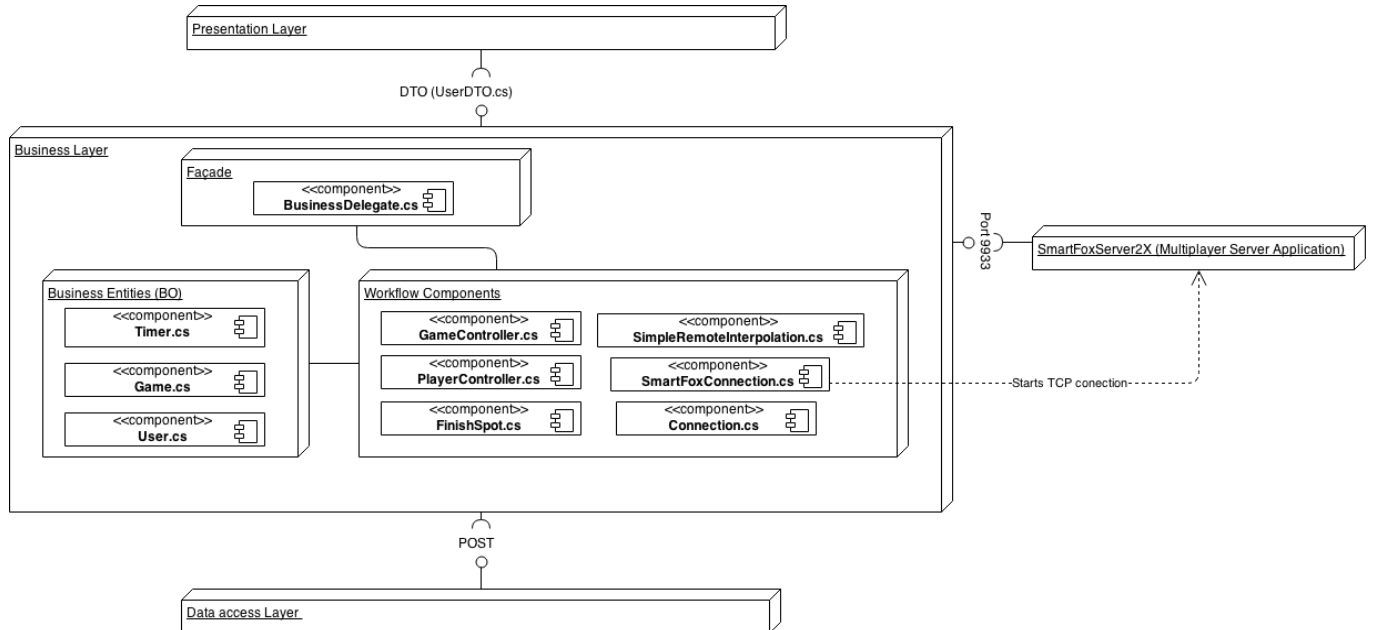 Presentation Layer
DTO (UserDTO.cs)
Business Layer
Façade
<<component>>
BusinessDelegate.cs
Port 9933
SmartFoxServer2X (Multiplayer Server Application)
Business Entities (BO)
<<component>>
Timer.cs
<<component>>
Game.cs
<<component>>
User.cs
Workflow Components
<<component>>
GameController.cs
<<component>>
SimpleRemoteInterpolation.cs
<<component>>
PlayerController.cs
<<component>>
SmartFoxConnection.cs
Starts TCP conection
<<component>>
FinishSpot.cs
<<component>>
Connection.cs
POST
Data access Layer